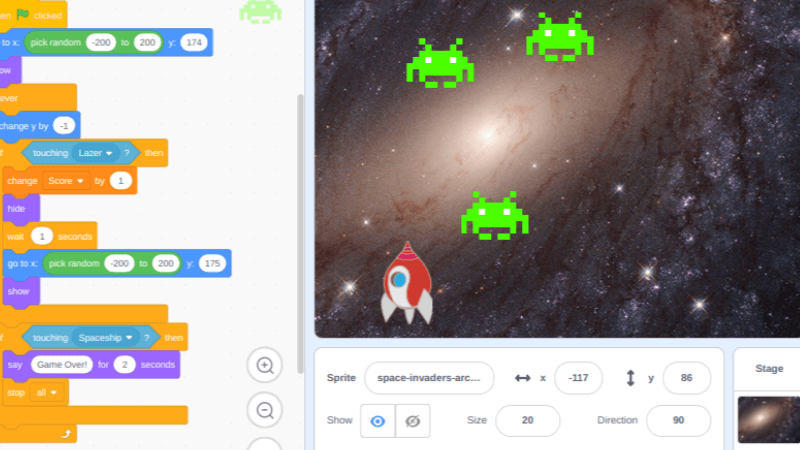 en clicked
to x: pick random -200 to 200 y: 174
ow
ever
change y by -1
f touching Lazer ? then
change Score by 1
hide
wait 1 seconds
go to x: pick random -200 to 200 y: 175
show
f touching Spaceship ? then
say Game Over! for 2 seconds
stop all
Sprite space-invaders-arc... x -117 y 86
Show Size 20 Direction 90
Stage